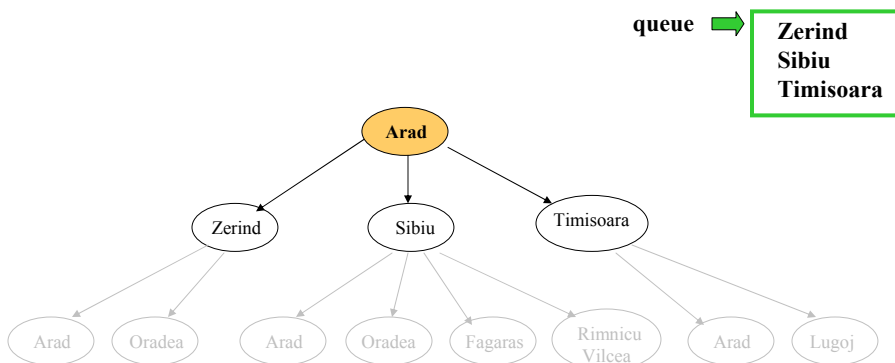 queue
Zerind
Sibiu
Timisoara
Arad
Zerind
Sibiu
Timisoara
Arad
Oradea
Arad
Oradea
Fagaras
Rimnicu
Vilcea
Arad
Lugoj